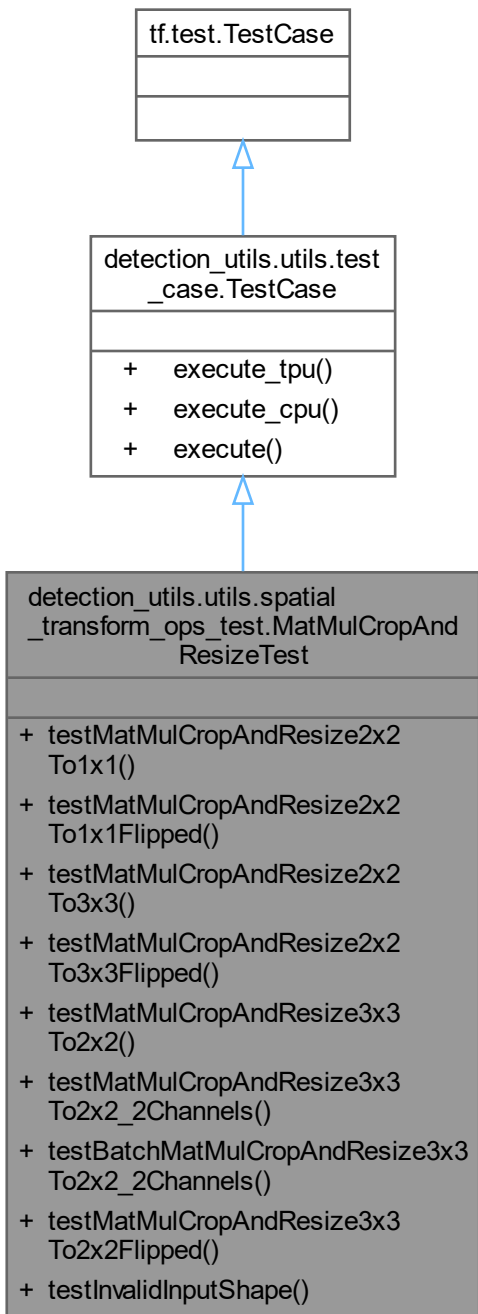 tf.test.TestCase
detection_utils.utils.test
_case.TestCase
+ execute_tpu()
+ execute_cpu()
+ execute()
detection_utils.utils.spatial
_transform_ops_test.MatMulCropAnd
ResizeTest
+ testMatMulCropAndResize2x2
To1x1()
+ testMatMulCropAndResize2x2
To1x1Flipped()
+ testMatMulCropAndResize2x2
To3x3()
+ testMatMulCropAndResize2x2
To3x3Flipped()
+ testMatMulCropAndResize3x3
To2x2()
+ testMatMulCropAndResize3x3
To2x2_2Channels()
+ testBatchMatMulCropAndResize3x3
To2x2_2Channels()
+ testMatMulCropAndResize3x3
To2x2Flipped()
+ testInvalidInputShape()